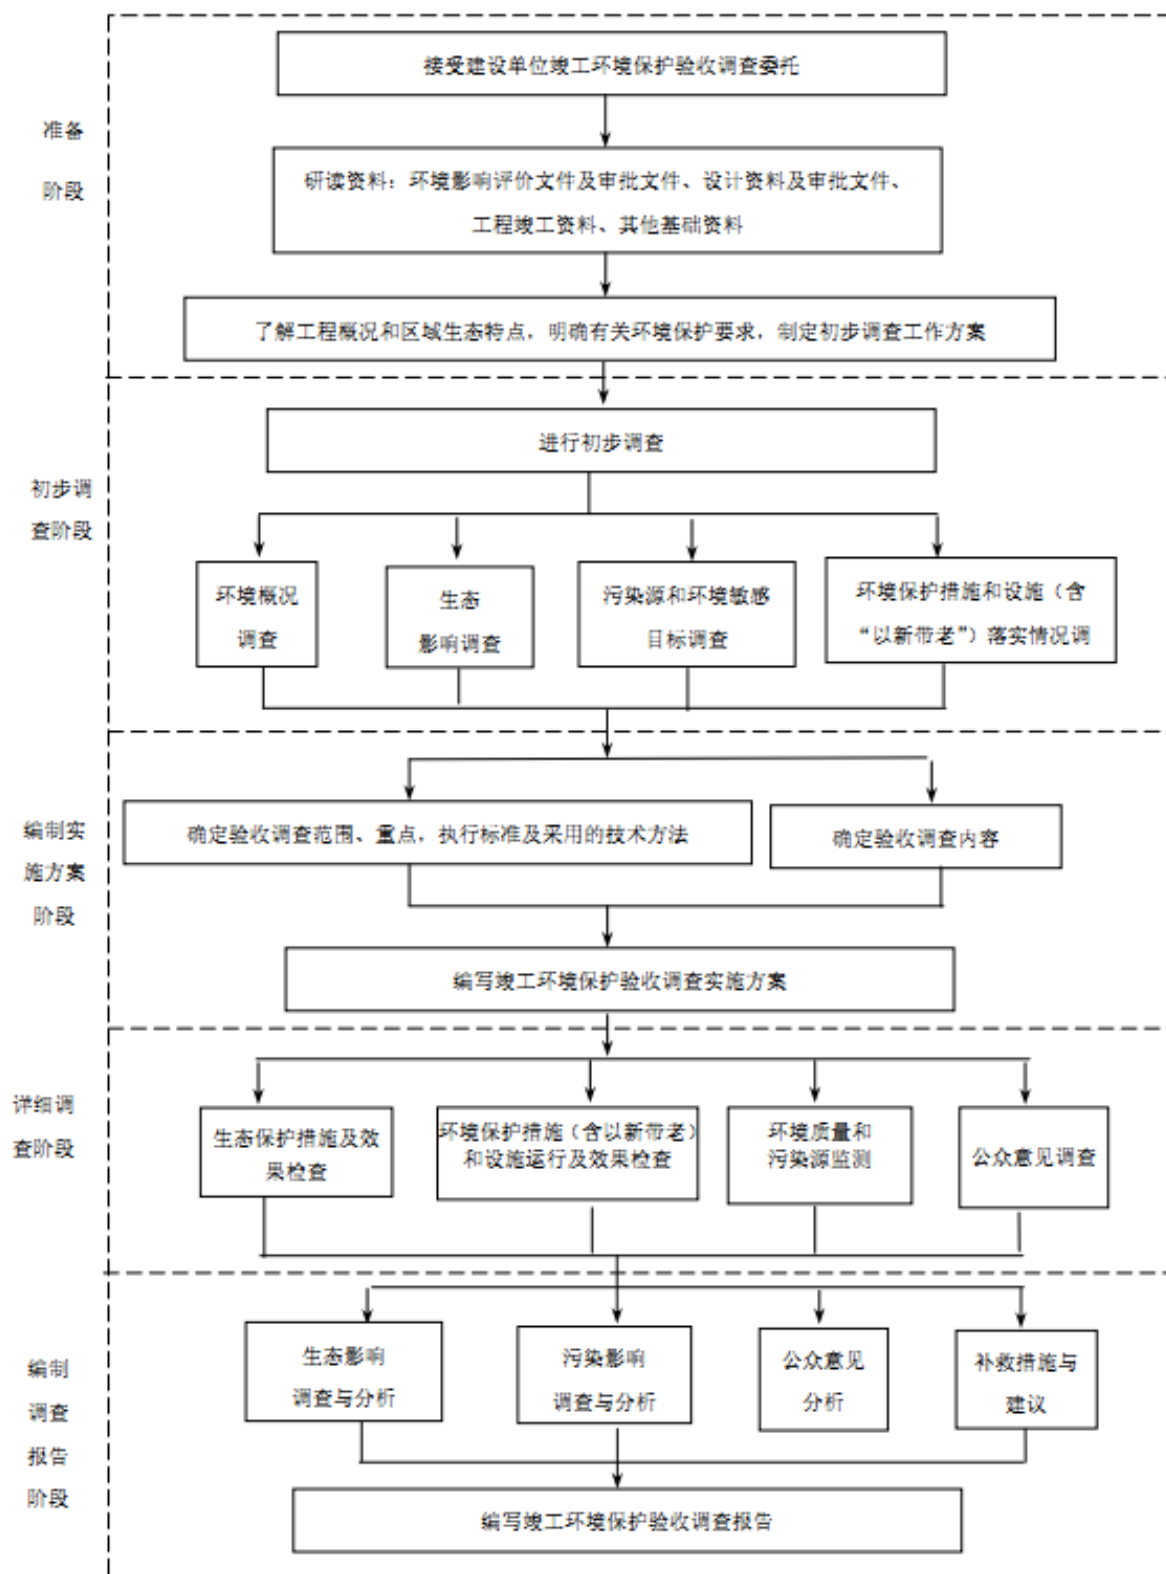 接受建设单位竣工环境保护验收调查委托
准备
阶段
研读资料：环境影响评价文件及审批文件、设计资料及审批文件、
工程竣工资料、其他基础资料
了解工程概况和区域生态特点，明确有关环境保护要求，制定初步调查工作方案
初步调
查阶段
进行初步调查
环境概况
调查
生态
影响调查
污染源和环境敏感
目标调查
环境保护措施和设施（含
“以新带老”）落实情况调
编制实
施方案
阶段
确定验收调查范围、重点，执行标准及采用的技术方法
确定验收调查内容
编写竣工环境保护验收调查实施方案
详细调
查阶段
生态保护措施及效
果检查
环境保护措施（含以新带老）
和设施运行及效果检查
环境质量和
污染源监测
公众意见调查
编制
调查
报告
阶段
生态影响
调查与分析
污染影响
调查与分析
公众意见
分析
补救措施与
建议
编写竣工环境保护验收调查报告